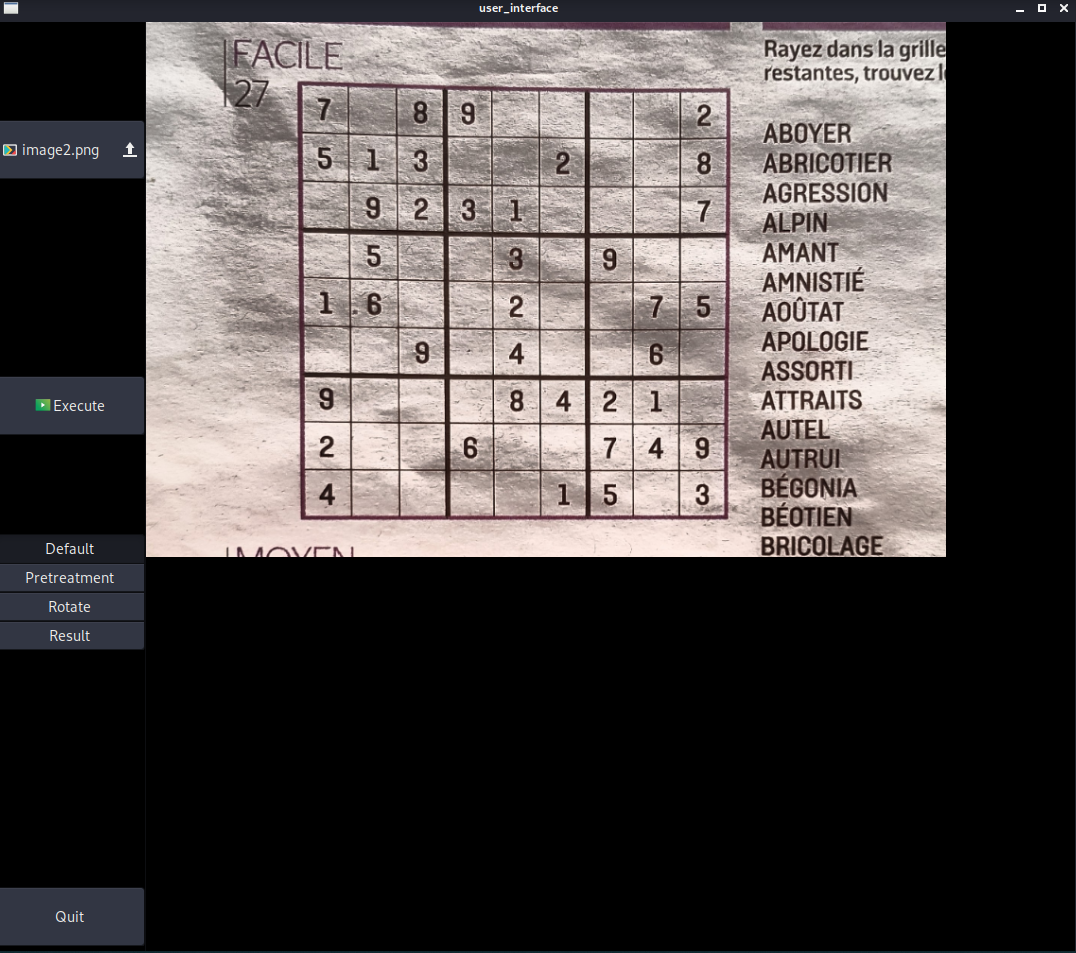 user_interface
image2.png
Execute
Default
Pretreatment
Rotate
Result
Quit
FACILE
27
7 8 9 2
5 1 3 2 8
9 2 3 1 7
5 3 9
1 6 2 7 5
9 4 6
9 8 4 2 1
2 6 7 4 9
4 1 5 3
MOYEN
Rayez dans la grille
restantes, trouvez
ABOYER
ABRICOTIER
AGRESSION
ALPIN
AMANT
AMNISTIÉ
AOÛTAT
APOLOGIE
ASSORTI
ATTRAITS
AUTEL
AUTRUI
BÉGONIA
BÉOTIEN
BRICOLAGE